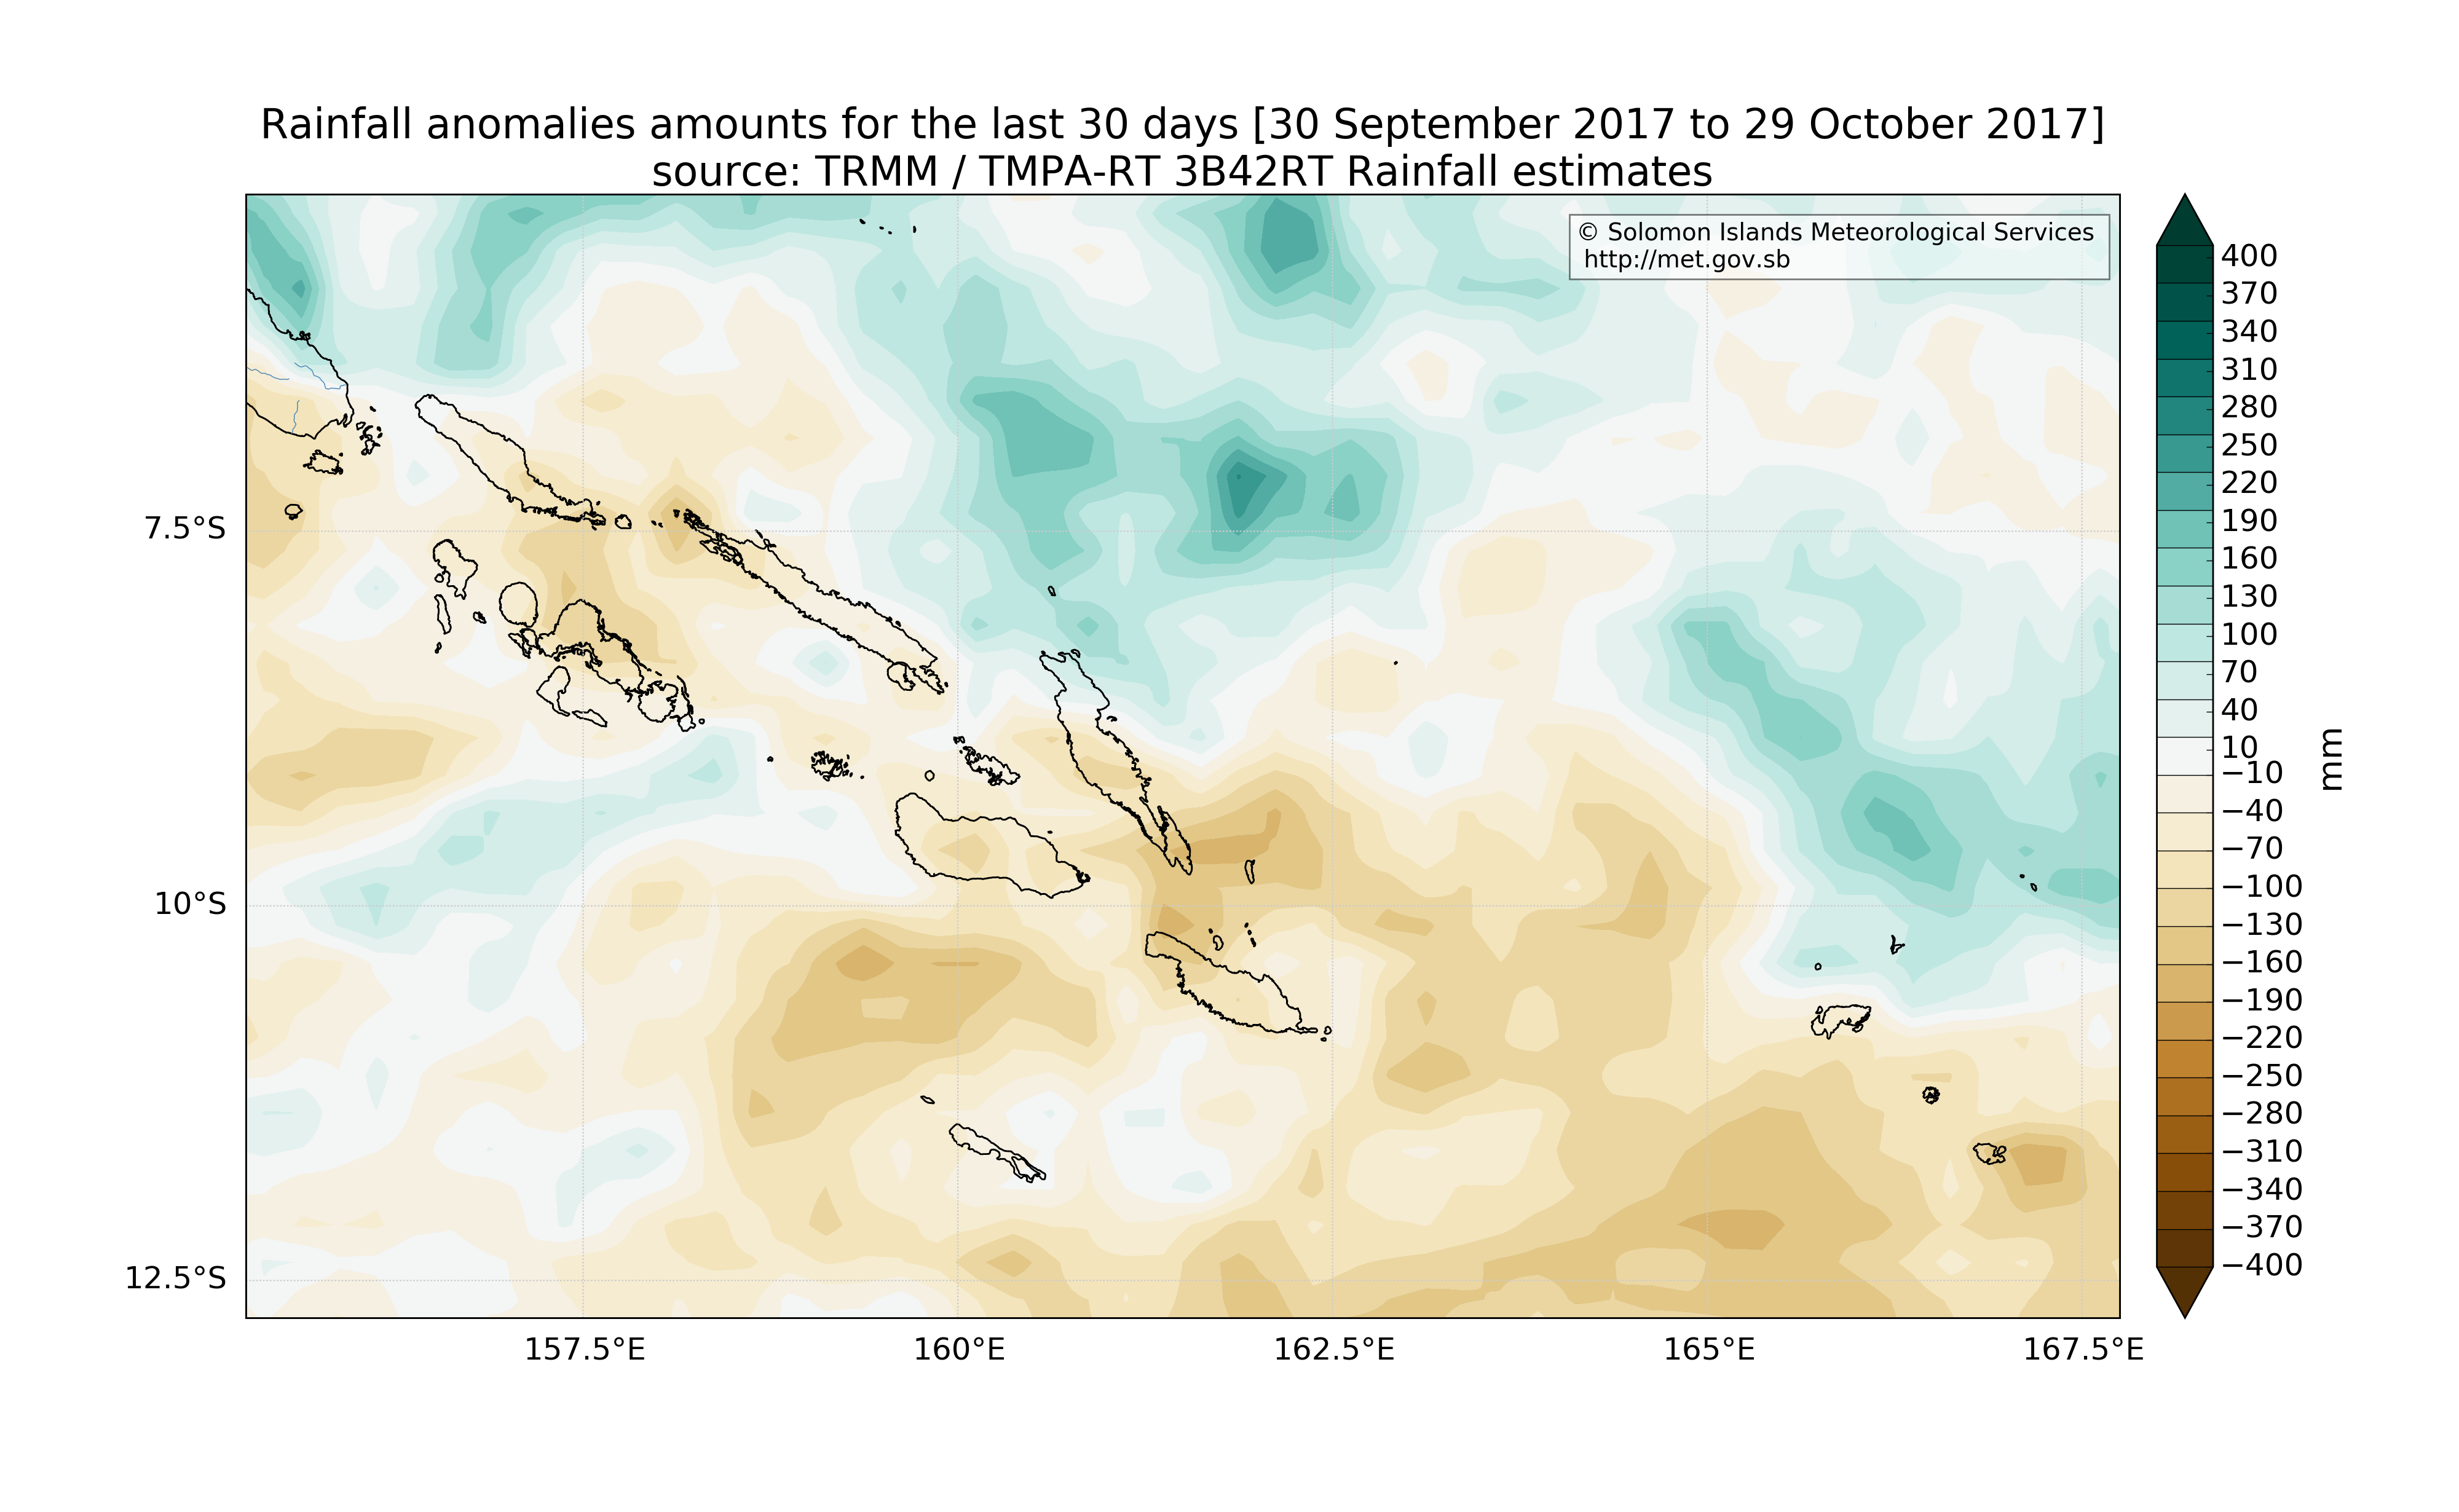 Rainfall anomalies amounts for the last 30 days [30 September 2017 to 29 October 2017]
source: TRMM / TMPA-RT 3B42RT Rainfall estimates
© Solomon Islands Meteorological Services
http://met.gov.sb
7.5°S
10°S
12.5°S
157.5°E
160°E
162.5°E
165°E
167.5°E
400
370
340
310
280
250
220
190
160
130
100
70
40
10
−10
−40
−70
−100
−130
−160
−190
−220
−250
−280
−310
−340
−370
−400
mm